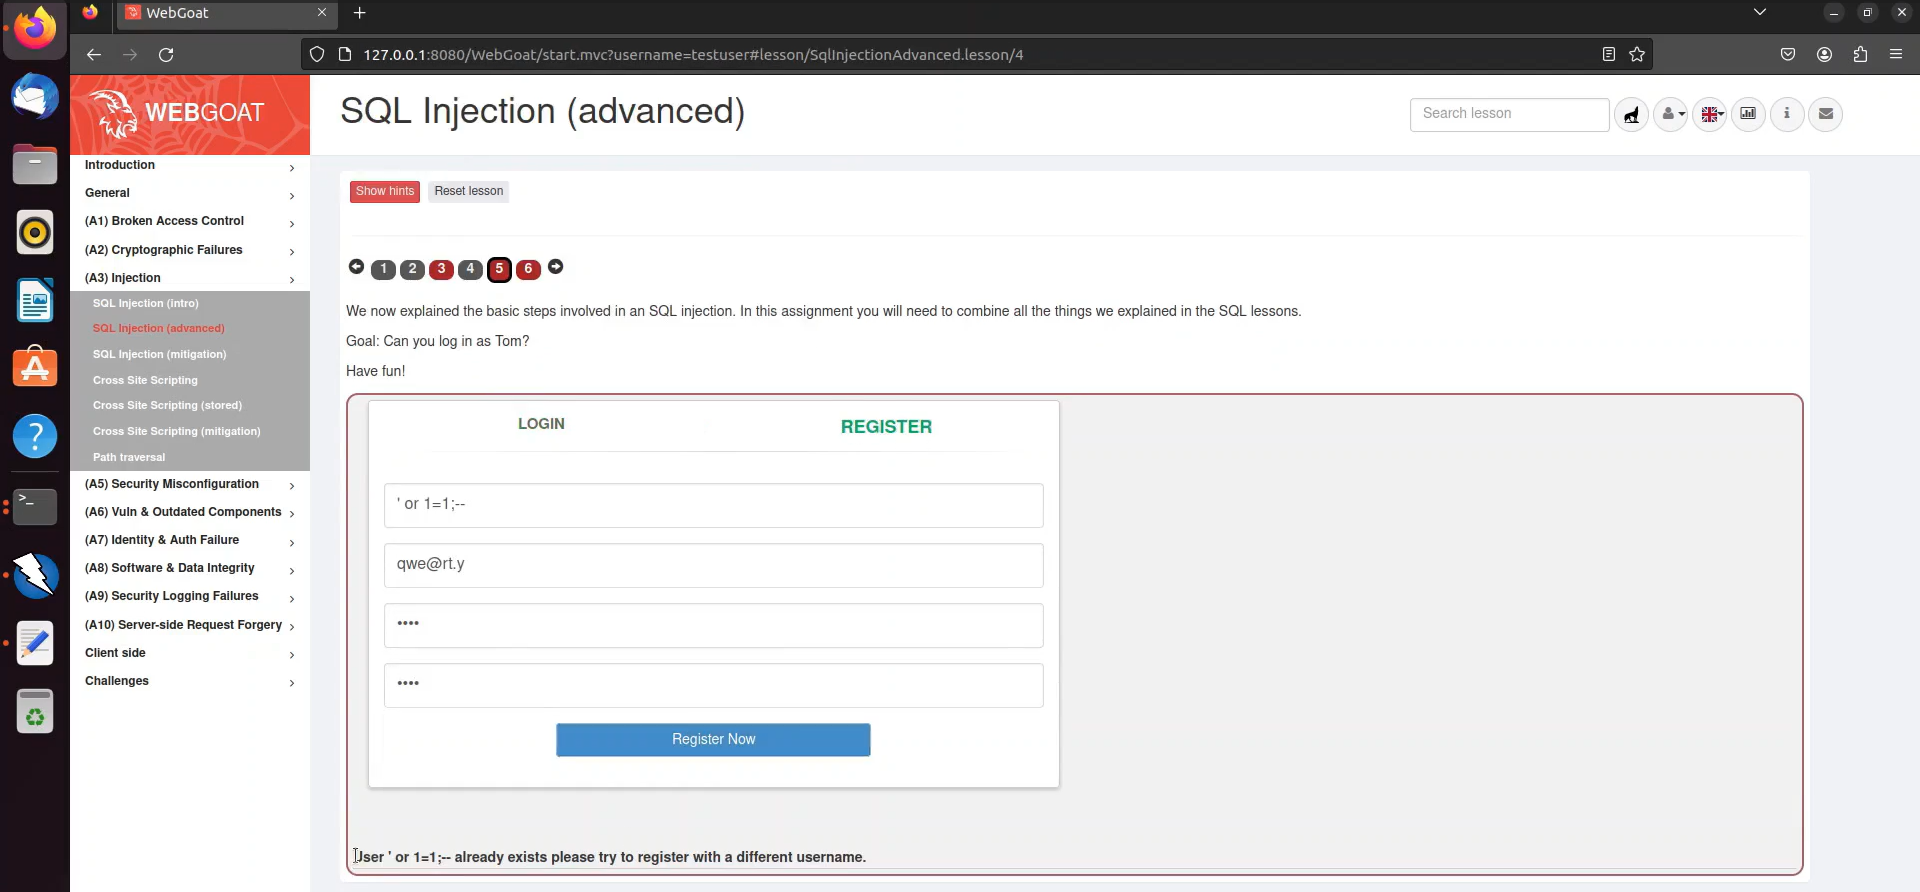 WebGoat
127.0.0.1:8080/WebGoat/start.mvc?username=testuser#lesson/SqlInjectionAdvanced.lesson/4
WEBGOAT
SQL Injection (advanced)
Search lesson
Introduction
General
(A1) Broken Access Control
(A2) Cryptographic Failures
(A3) Injection
SQL Injection (intro)
SQL Injection (advanced)
SQL Injection (mitigation)
Cross Site Scripting
Cross Site Scripting (stored)
Cross Site Scripting (mitigation)
Path traversal
(A5) Security Misconfiguration
(A6) Vuln & Outdated Components
(A7) Identity & Auth Failure
(A8) Software & Data Integrity
(A9) Security Logging Failures
(A10) Server-side Request Forgery
Client side
Challenges
Show hints Reset lesson
1 2 3 4 5 6
We now explained the basic steps involved in an SQL injection. In this assignment you will need to combine all the things we explained in the SQL lessons.
Goal: Can you log in as Tom?
Have fun!
LOGIN REGISTER
' or 1=1;--
qwe@rt.y
••••
••••
Register Now
User ' or 1=1;-- already exists please try to register with a different username.